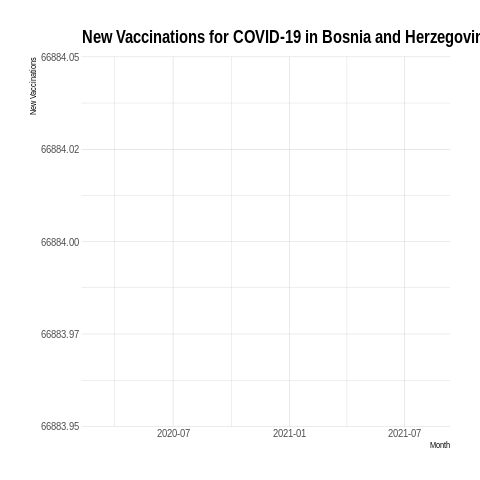 New Vaccinations for COVID-19 in Bosnia and Herzegovin
New Vaccinations
66884.05
66884.02
66884.00
66883.97
66883.95
2020-07 2021-01 2021-07
Month